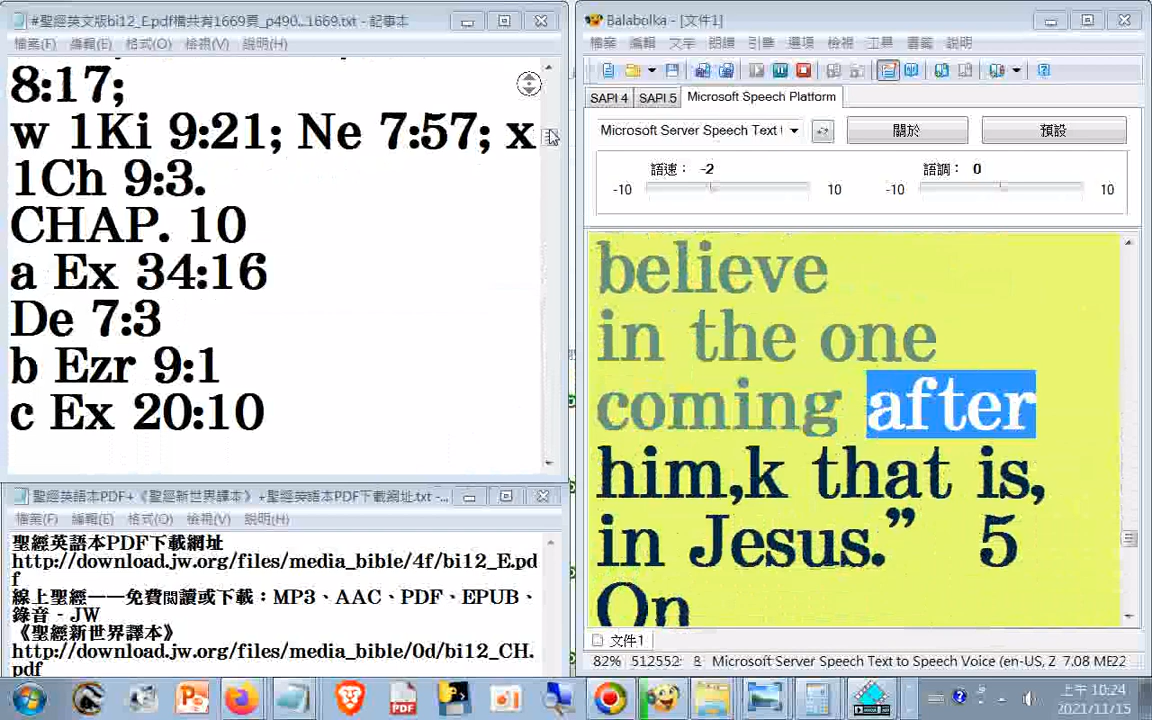 #聖經英文版bi12_E.pdf檔共有1669頁_p490...1669.txt - 記事本
檔案(F) 編輯(E) 格式(O) 檢視(V) 說明(H)
8:17;
w 1Ki 9:21; Ne 7:57; x
1Ch 9:3.
CHAP. 10
a Ex 34:16
De 7:3
b Ezr 9:1
c Ex 20:10
聖經英語本PDF+《聖經新世界譯本》+聖經英語本PDF下載網址.txt -...
檔案(F) 編輯(E) 格式(O) 檢視(V) 說明(H)
聖經英語本PDF下載網址
http://download.jw.org/files/media_bible/4f/bi12_E.pd
f
線上聖經——免費閱讀或下載：MP3、AAC、PDF、EPUB、
錄音 - JW
《聖經新世界譯本》
http://download.jw.org/files/media_bible/0d/bi12_CH.
pdf
Balabolka - [文件1]
檔案 編輯 文字 朗讀 引擎 選項 檢視 工具 書籤 說明
SAPI 4 SAPI 5 Microsoft Speech Platform
Microsoft Server Speech Text 關於 預設
語速： -2 語調： 0
-10 10 -10 10
believe
in the one
coming after
him,k that is,
in Jesus.” 5
On
文件1
82% 512552: Microsoft Server Speech Text to Speech Voice (en-US, Z 7.08 ME22
上午 10:24
2021/11/15